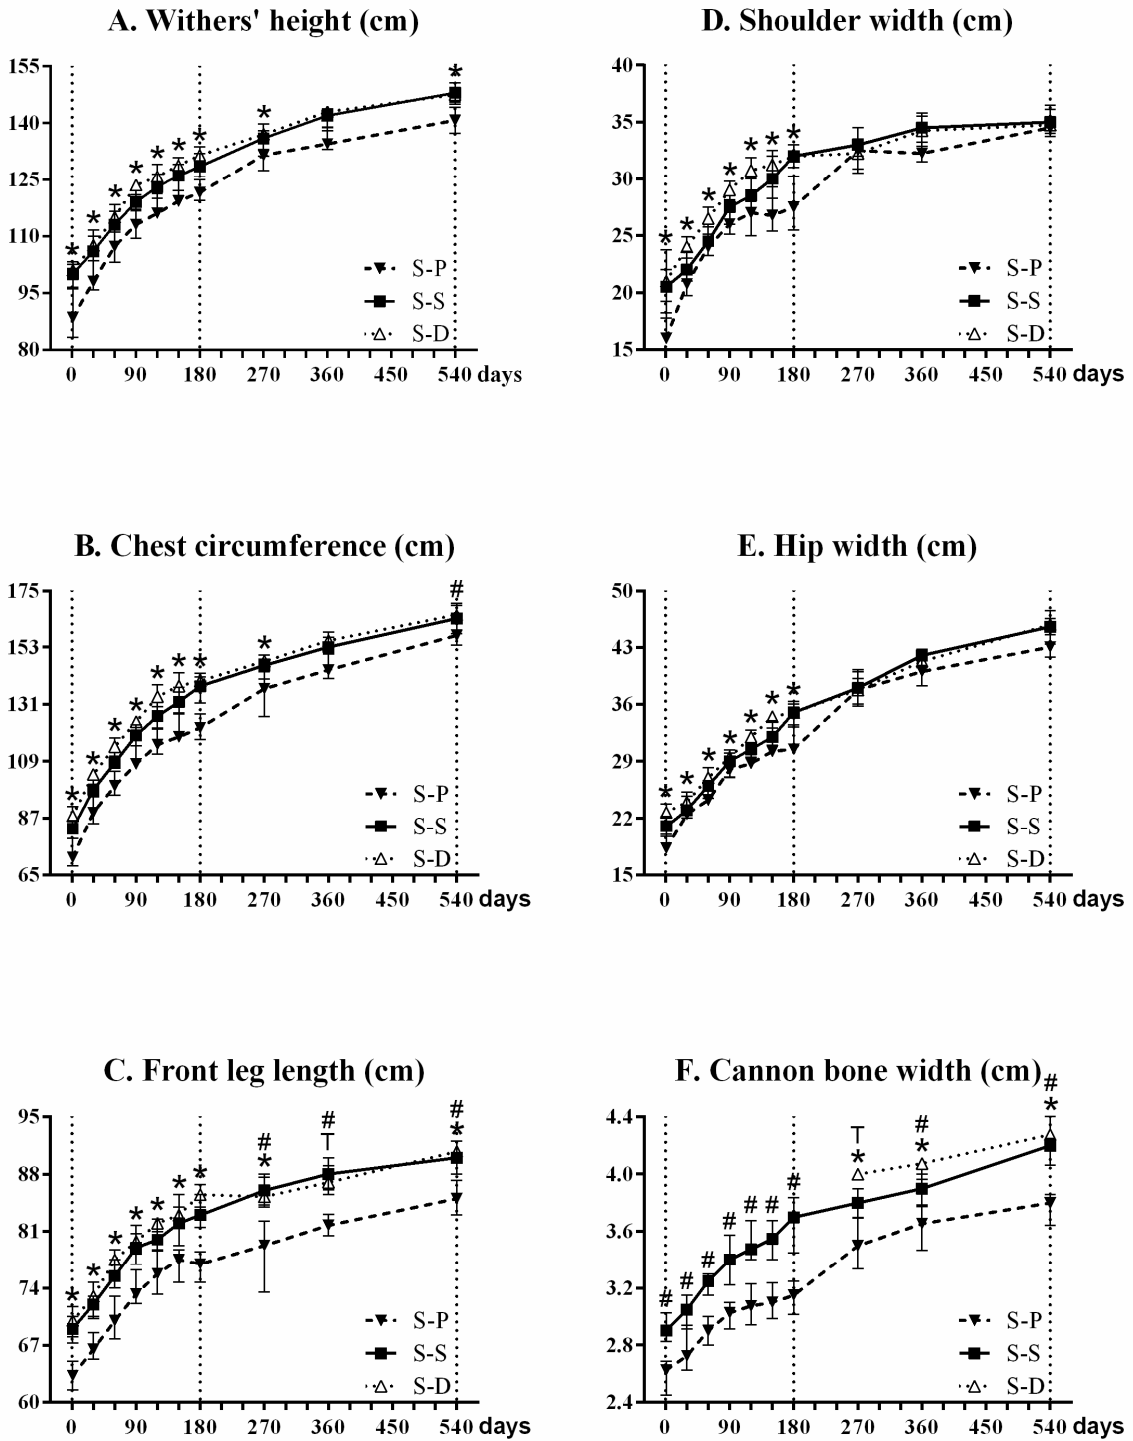 A. Withers' height (cm)
155
140
125
110
95
80
* * * * * * * * *
S-P
S-S
S-D
0 90 180 270 360 450 540 days
D. Shoulder width (cm)
40
35
30
25
20
15
* * * * * * *
S-P
S-S
S-D
0 90 180 270 360 450 540 days
B. Chest circumference (cm)
175
153
131
109
87
65
* * * * * * * * #
S-P
S-S
S-D
0 90 180 270 360 450 540 days
E. Hip width (cm)
50
43
36
29
22
15
* * * * * * *
S-P
S-S
S-D
0 90 180 270 360 450 540 days
C. Front leg length (cm)
95
88
81
74
67
60
# # #
* * * * * * * * T *
S-P
S-S
S-D
0 90 180 270 360 450 540 days
F. Cannon bone width (cm)
4.4
4.0
3.6
3.2
2.8
2.4
T # #
# # # # # # # * * *
S-P
S-S
S-D
0 90 180 270 360 450 540 days